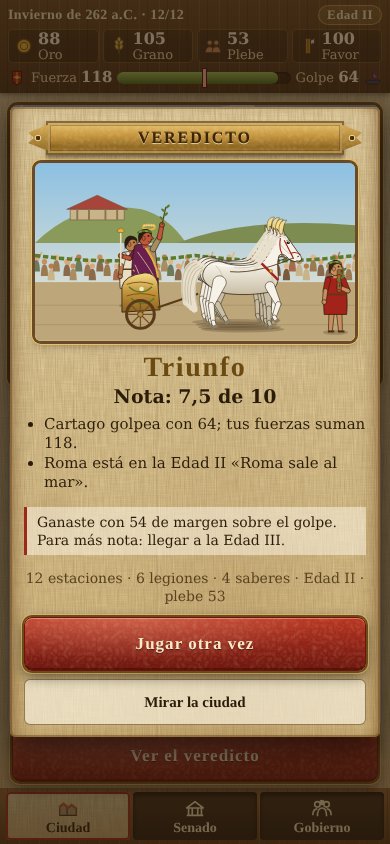 Invierno de 262 a.C. · 12/12
Edad II
88
Oro
105
Grano
53
Plebe
100
Favor
Fuerza 118
Golpe 64
VEREDICTO
Triunfo
Nota: 7,5 de 10
• Cartago golpea con 64; tus fuerzas suman
118.
• Roma está en la Edad II «Roma sale al
mar».
Ganaste con 54 de margen sobre el golpe.
Para más nota: llegar a la Edad III.
12 estaciones · 6 legiones · 4 saberes · Edad II ·
plebe 53
Jugar otra vez
Mirar la ciudad
Ver el veredicto
Ciudad
Senado
Gobierno